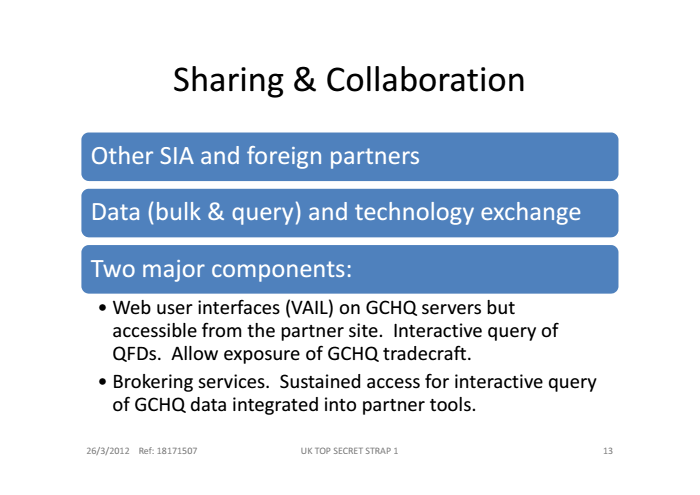 Sharing & Collaboration
Other SIA and foreign partners
Data (bulk & query) and technology exchange
Two major components:
• Web user interfaces (VAIL) on GCHQ servers but
accessible from the partner site.  Interactive query of
QFDs.  Allow exposure of GCHQ tradecraft.
• Brokering services.  Sustained access for interactive query
of GCHQ data integrated into partner tools.
26/3/2012   Ref: 18171507   UK TOP SECRET STRAP 1   13